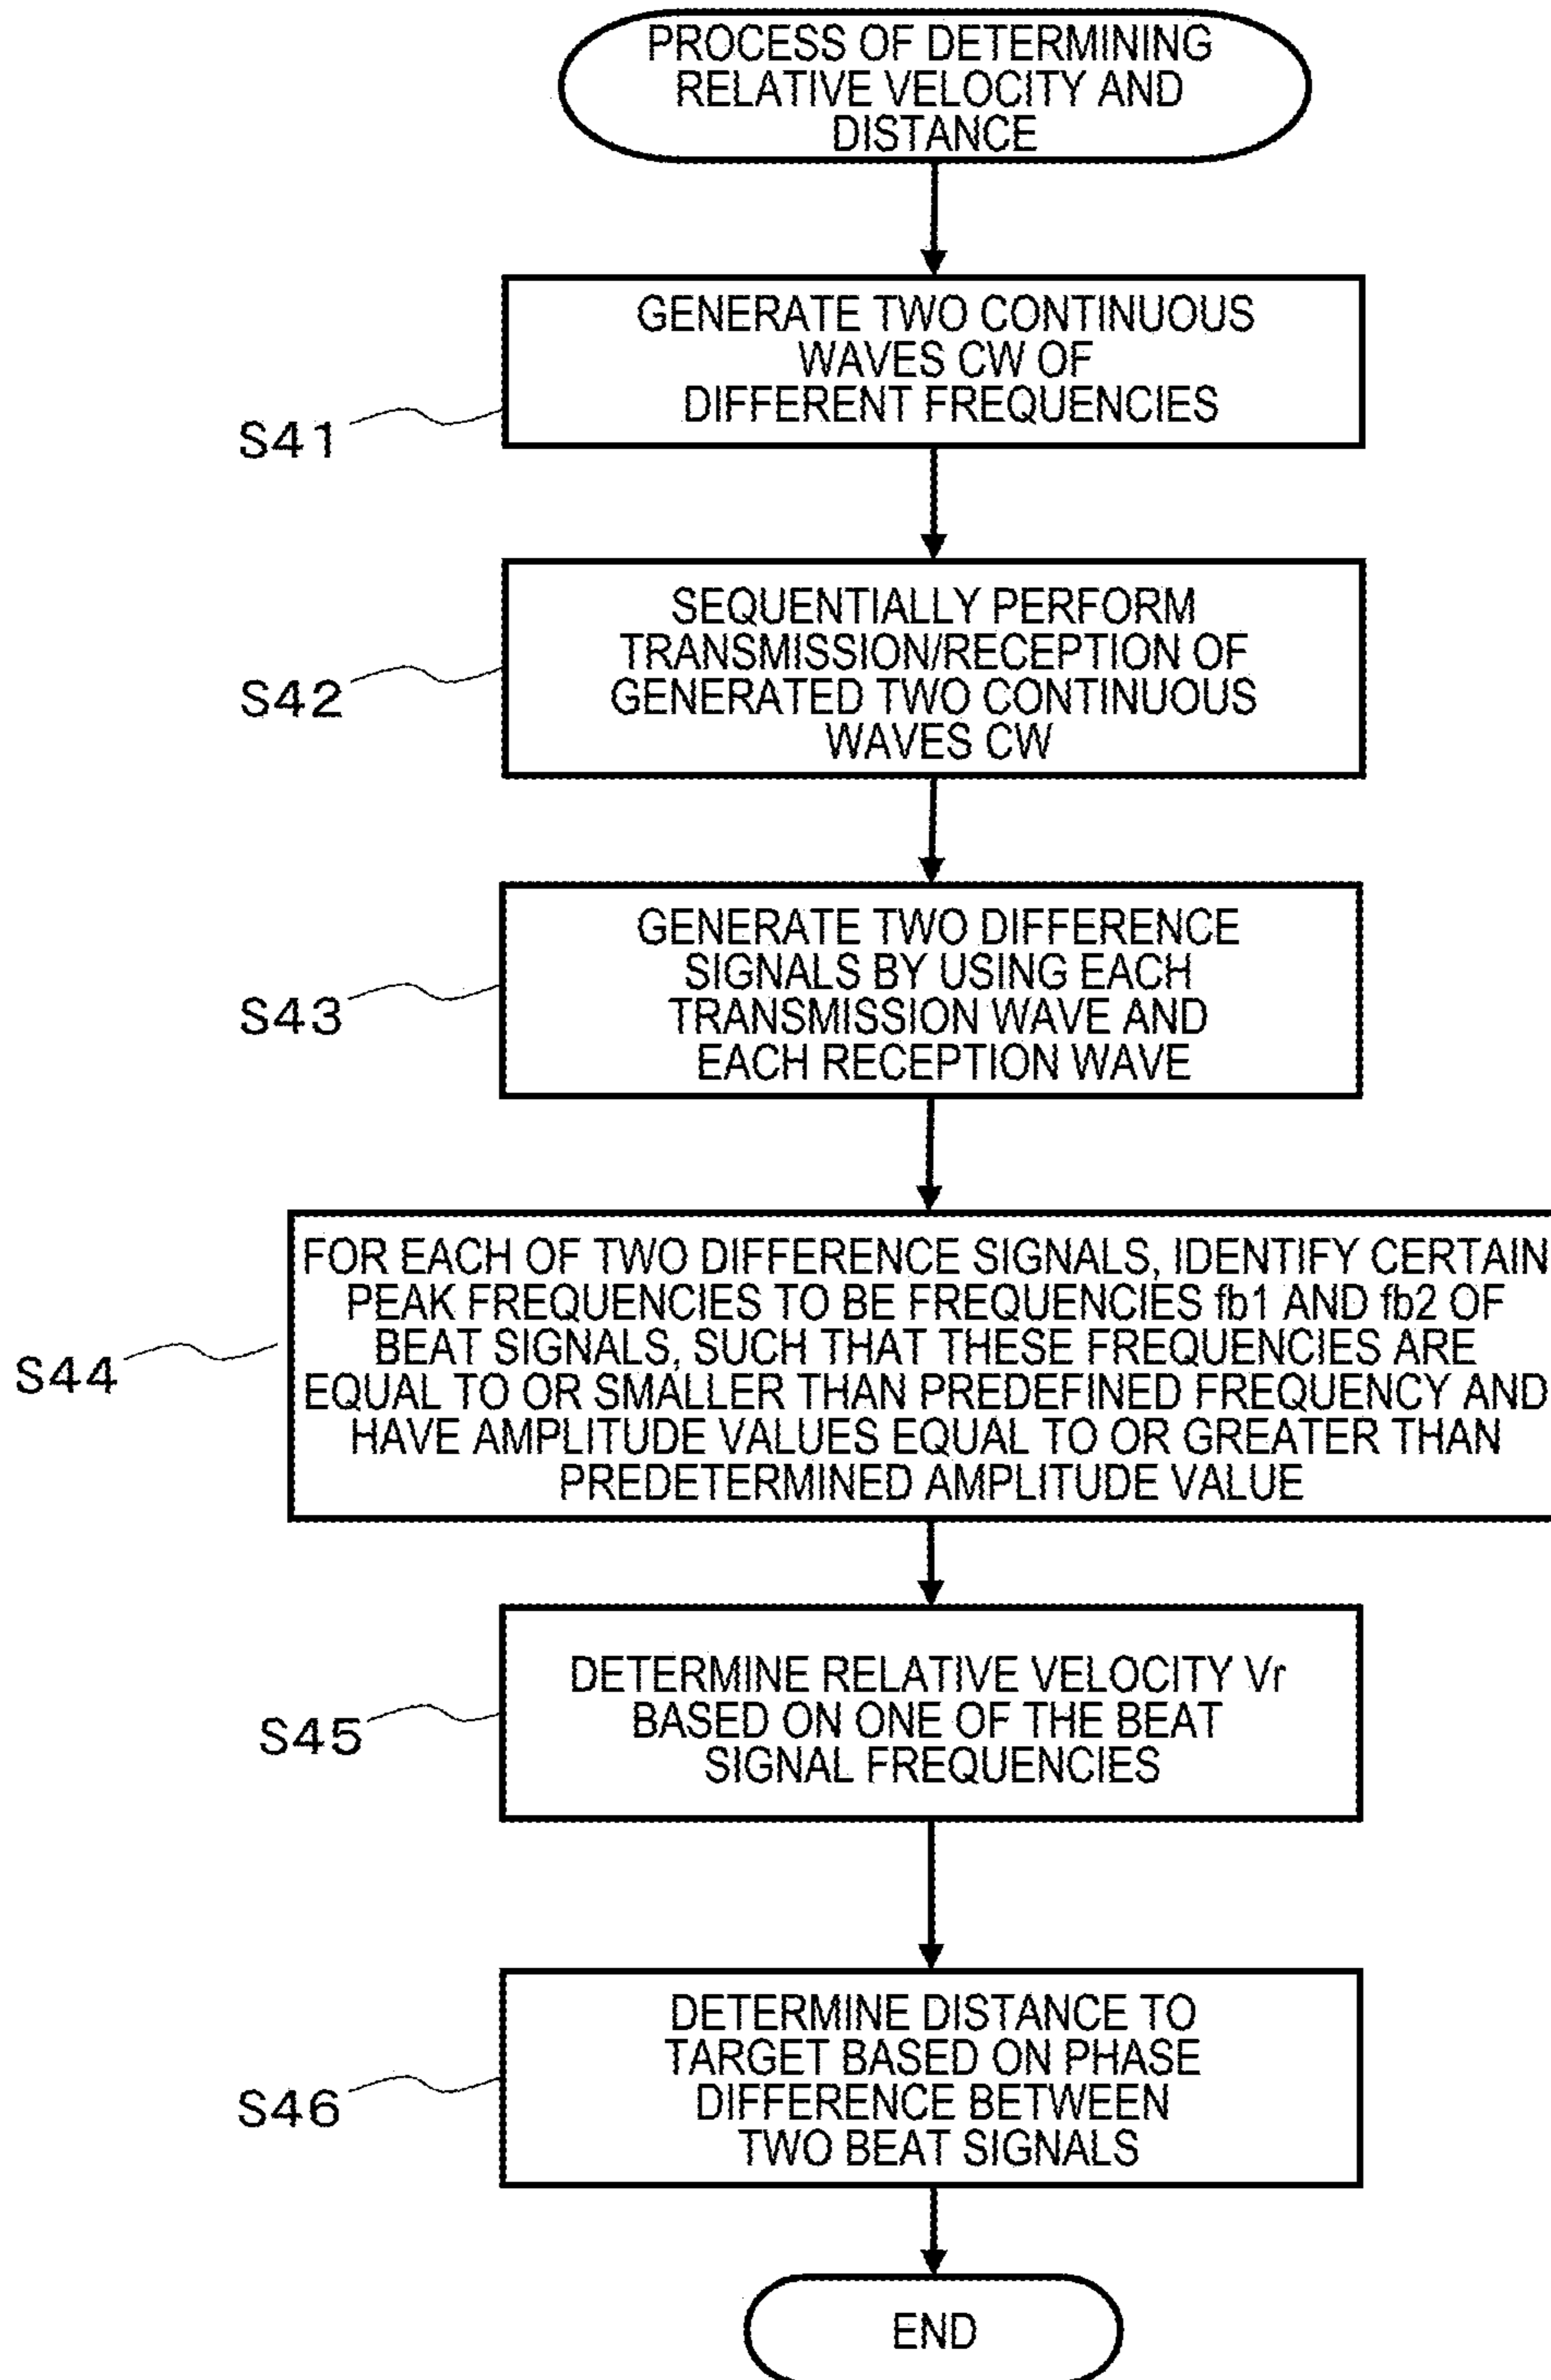 PROCESS OF DETERMINING
RELATIVE VELOCITY AND
DISTANCE
GENERATE TWO CONTINUOUS
WAVES CW OF
DIFFERENT FREQUENCIES
S41
SEQUENTIALLY PERFORM
TRANSMISSION/RECEPTION OF
GENERATED TWO CONTINUOUS
WAVES CW
S42
GENERATE TWO DIFFERENCE
SIGNALS BY USING EACH
TRANSMISSION WAVE AND
EACH RECEPTION WAVE
S43
FOR EACH OF TWO DIFFERENCE SIGNALS, IDENTIFY CERTAIN
PEAK FREQUENCIES TO BE FREQUENCIES fb1 AND fb2 OF
BEAT SIGNALS, SUCH THAT THESE FREQUENCIES ARE
EQUAL TO OR SMALLER THAN PREDEFINED FREQUENCY AND
HAVE AMPLITUDE VALUES EQUAL TO OR GREATER THAN
PREDETERMINED AMPLITUDE VALUE
S44
DETERMINE RELATIVE VELOCITY Vr
BASED ON ONE OF THE BEAT
SIGNAL FREQUENCIES
S45
DETERMINE DISTANCE TO
TARGET BASED ON PHASE
DIFFERENCE BETWEEN
TWO BEAT SIGNALS
S46
END